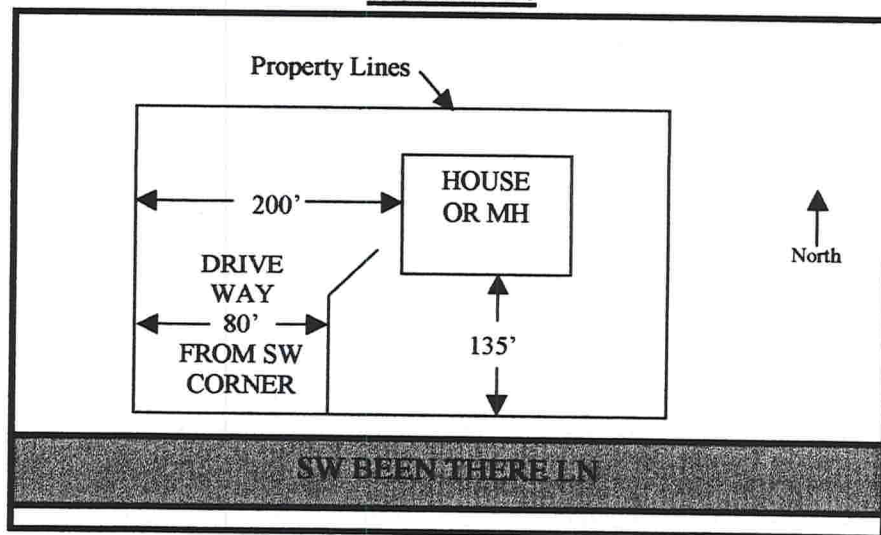 Property Lines
HOUSE
OR MH
200’
North
DRIVE
WAY
80’
FROM SW
CORNER
135’
SW BEEN THERE LN